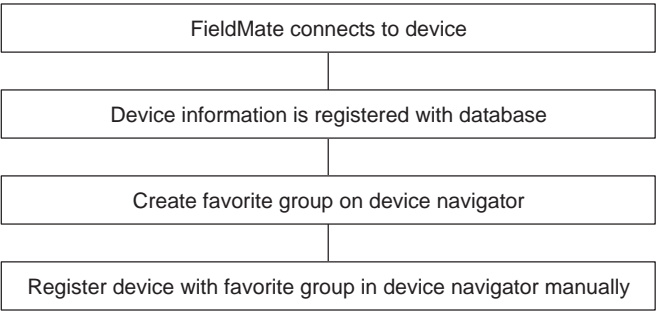 FieldMate connects to device
Device information is registered with database
Create favorite group on device navigator
Register device with favorite group in device navigator manually